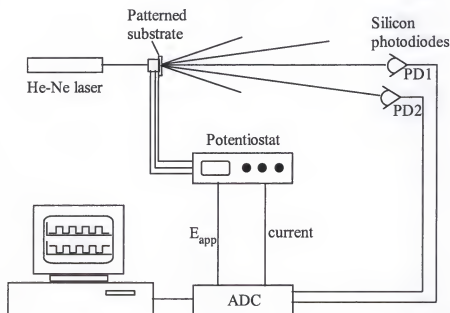 Patterned
substrate
Silicon
photodiodes
He-Ne laser
PD1
PD2
Potentiostat
E_app
current
ADC